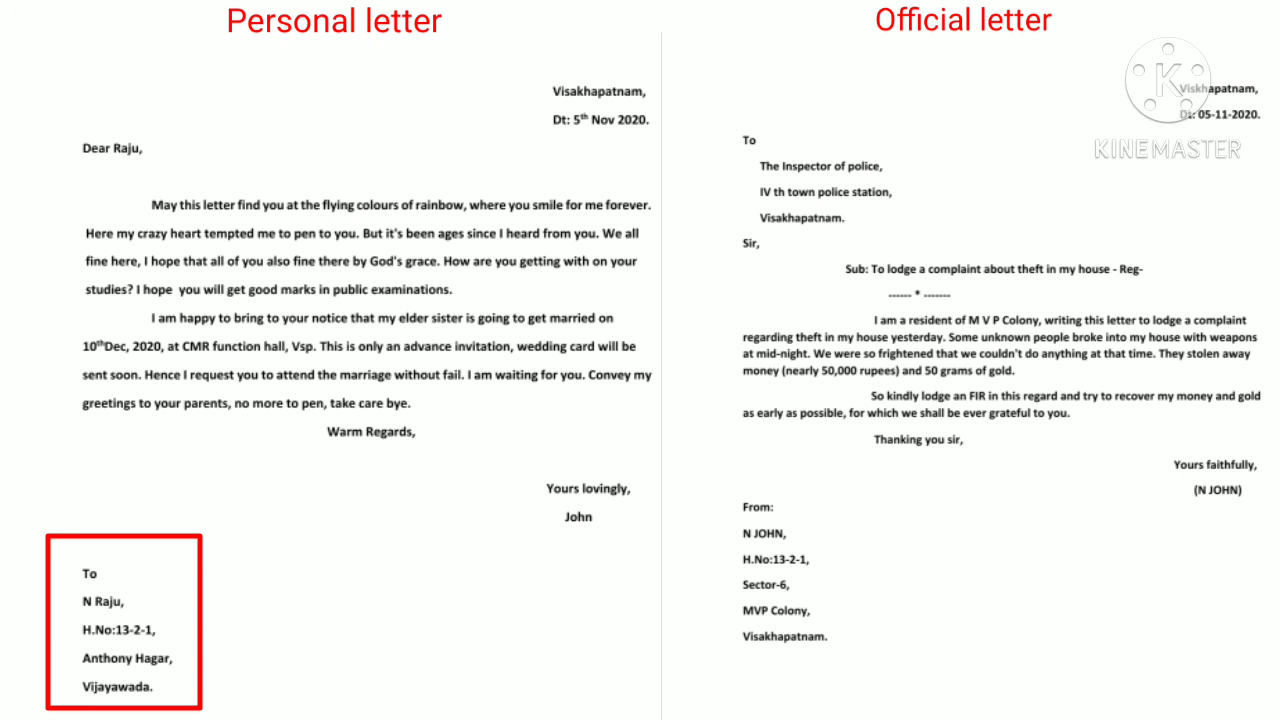 Personal letter
Visakhapatnam,
Dt: 5th Nov 2020.
Dear Raju,
May this letter find you at the flying colours of rainbow, where you smile for me forever.
Here my crazy heart tempted me to pen to you. But it's been ages since I heard from you. We all
fine here, I hope that all of you also fine there by God's grace. How are you getting with on your
studies? I hope you will get good marks in public examinations.
I am happy to bring to your notice that my elder sister is going to get married on
10thDec, 2020, at CMR function hall, Vsp. This is only an advance invitation, wedding card will be
sent soon. Hence I request you to attend the marriage without fail. I am waiting for you. Convey my
greetings to your parents, no more to pen, take care bye.
Warm Regards,
Yours lovingly,
John
To
N Raju,
H.No:13-2-1,
Anthony Hagar,
Vijayawada.
Official letter
Viskhapatnam,
Dt: 05-11-2020.
K
KINEMASTER
To
The Inspector of police,
IV th town police station,
Visakhapatnam.
Sir,
Sub: To lodge a complaint about theft in my house - Reg-
------ * -------
I am a resident of M V P Colony, writing this letter to lodge a complaint
regarding theft in my house yesterday. Some unknown people broke into my house with weapons
at mid-night. We were so frightened that we couldn't do anything at that time. They stolen away
money (nearly 50,000 rupees) and 50 grams of gold.
So kindly lodge an FIR in this regard and try to recover my money and gold
as early as possible, for which we shall be ever grateful to you.
Thanking you sir,
Yours faithfully,
(N JOHN)
From:
N JOHN,
H.No:13-2-1,
Sector-6,
MVP Colony,
Visakhapatnam.